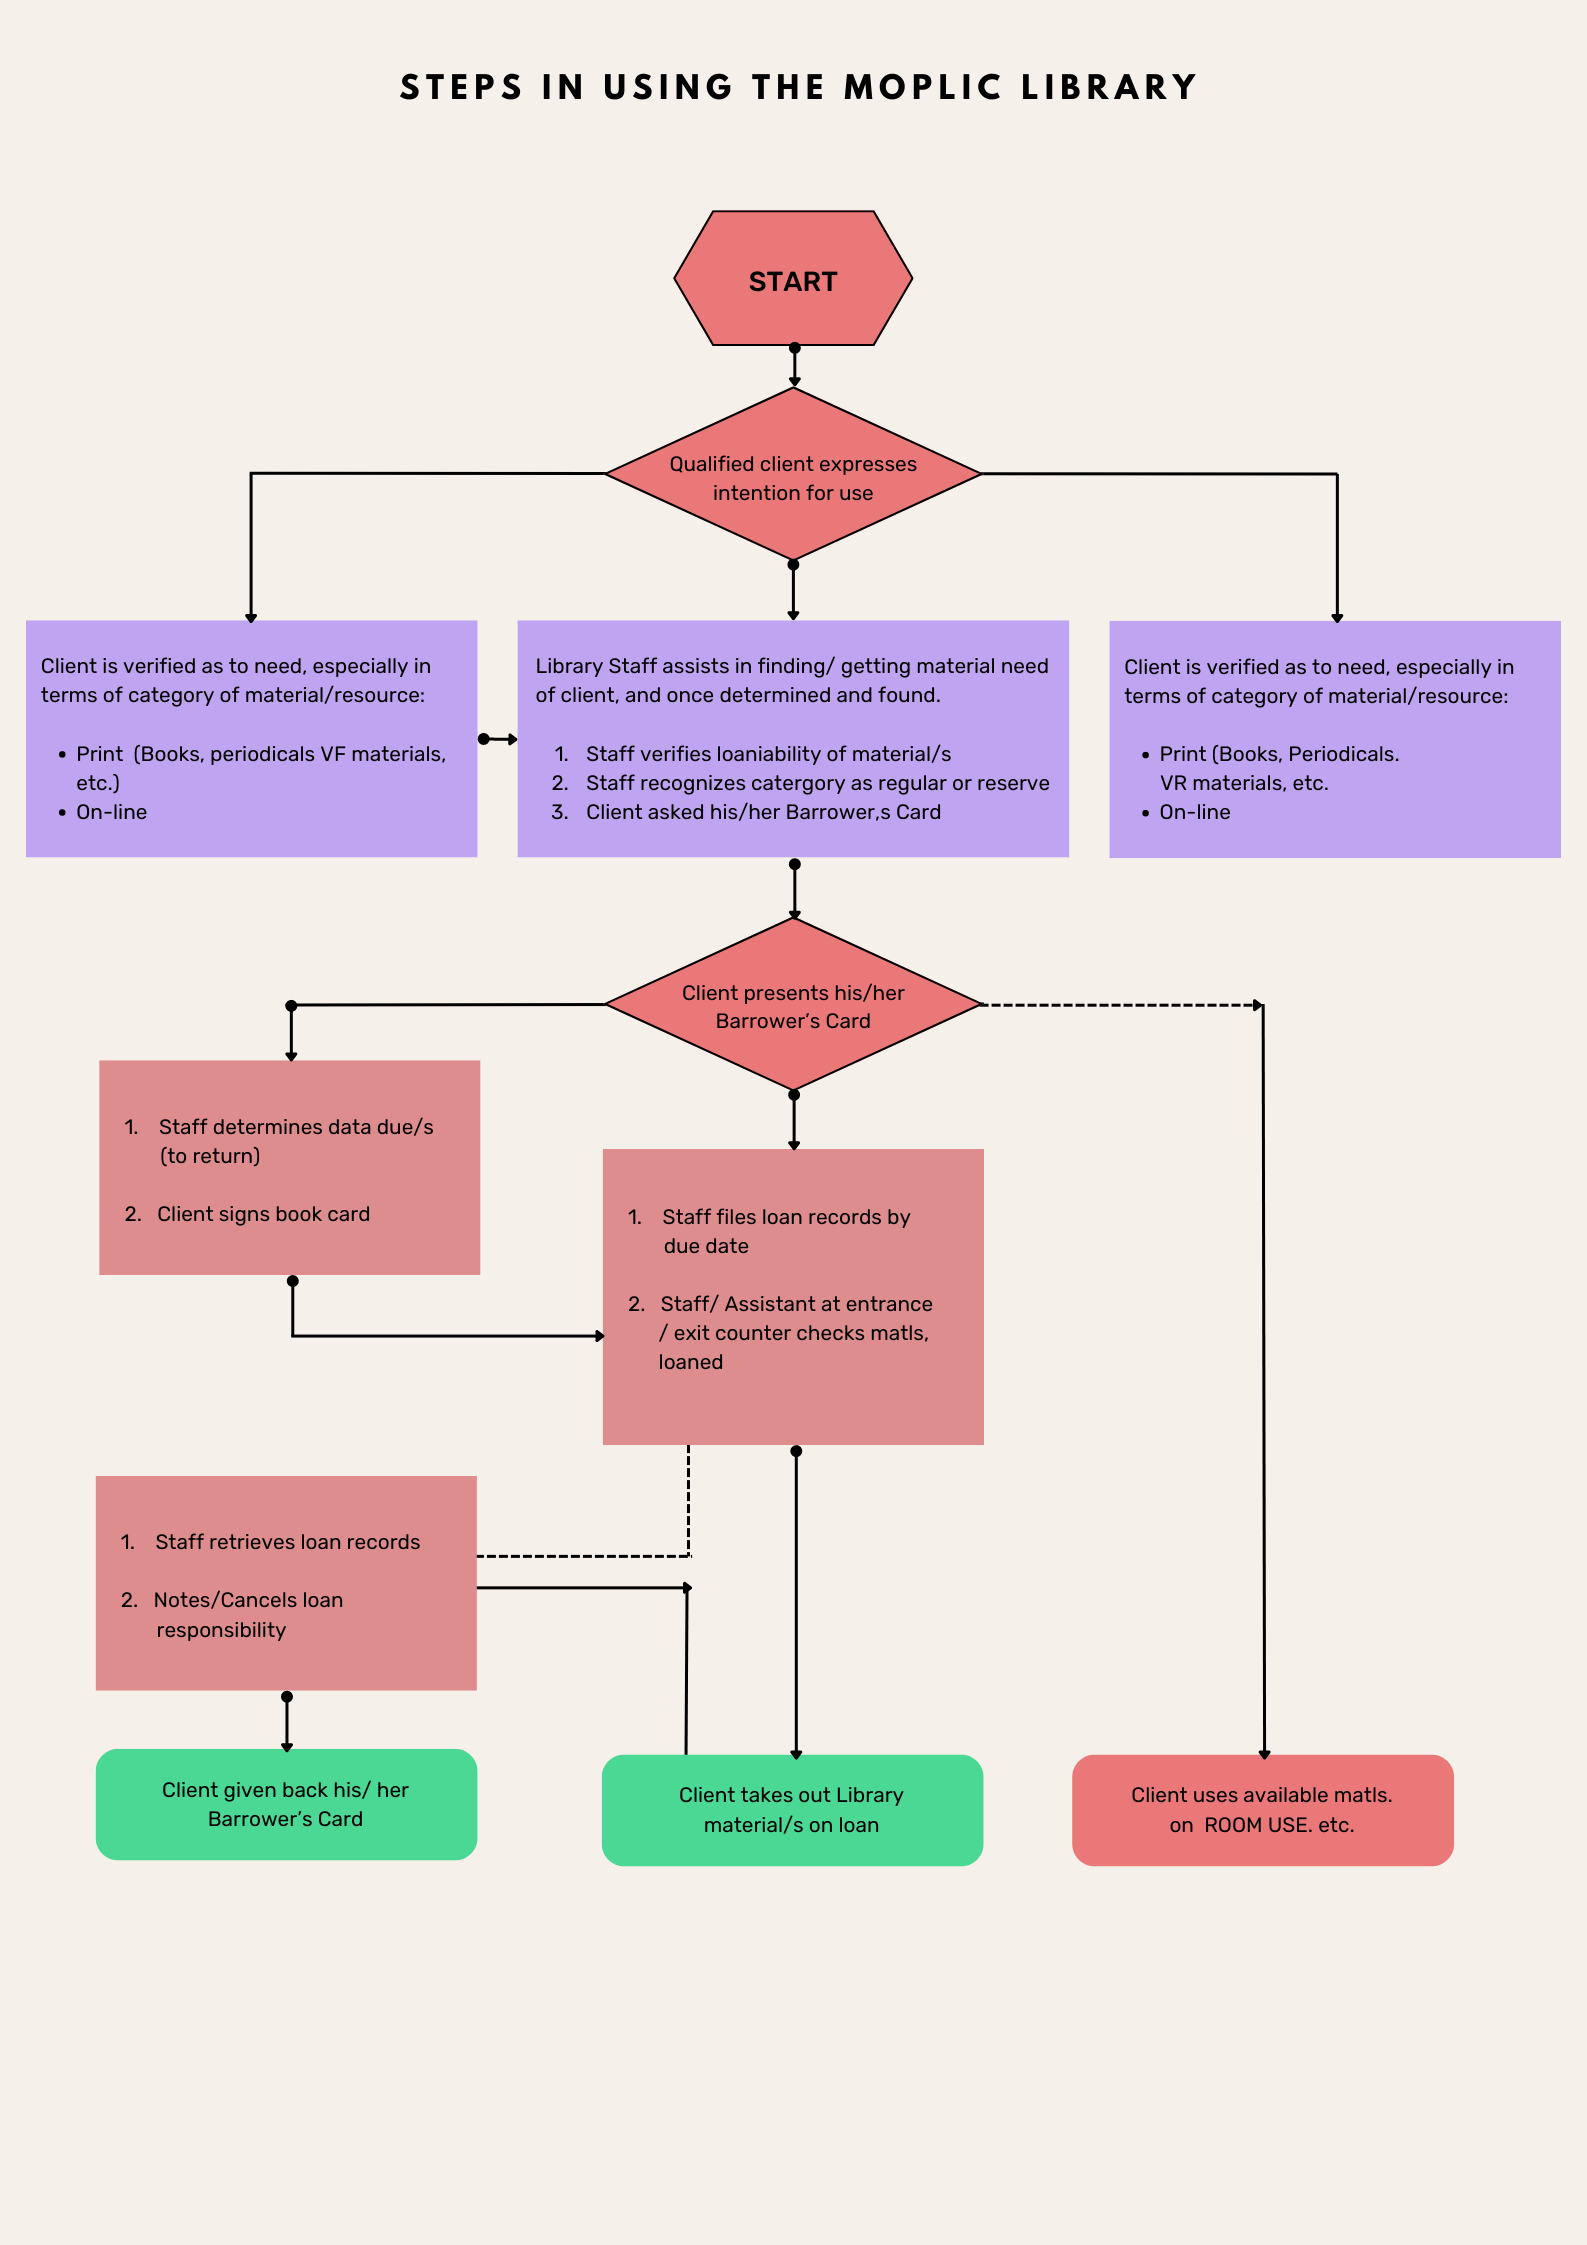 STEPS IN USING THE MOPLIC LIBRARY
START
Qualified client expresses
intention for use
Client is verified as to need, especially in
terms of category of material/resource:
• Print (Books, periodicals VF materials,
etc.)
• On-line
Library Staff assists in finding/ getting material need
of client, and once determined and found.
1. Staff verifies loaniability of material/s
2. Staff recognizes catergory as regular or reserve
3. Client asked his/her Barrower,s Card
Client is verified as to need, especially in
terms of category of material/resource:
• Print (Books, Periodicals.
VR materials, etc.
• On-line
Client presents his/her
Barrower’s Card
1. Staff determines data due/s
(to return)
2. Client signs book card
1. Staff files loan records by
due date
2. Staff/ Assistant at entrance
/ exit counter checks matls,
loaned
1. Staff retrieves loan records
2. Notes/Cancels loan
responsibility
Client given back his/ her
Barrower’s Card
Client takes out Library
material/s on loan
Client uses available matls.
on ROOM USE. etc.